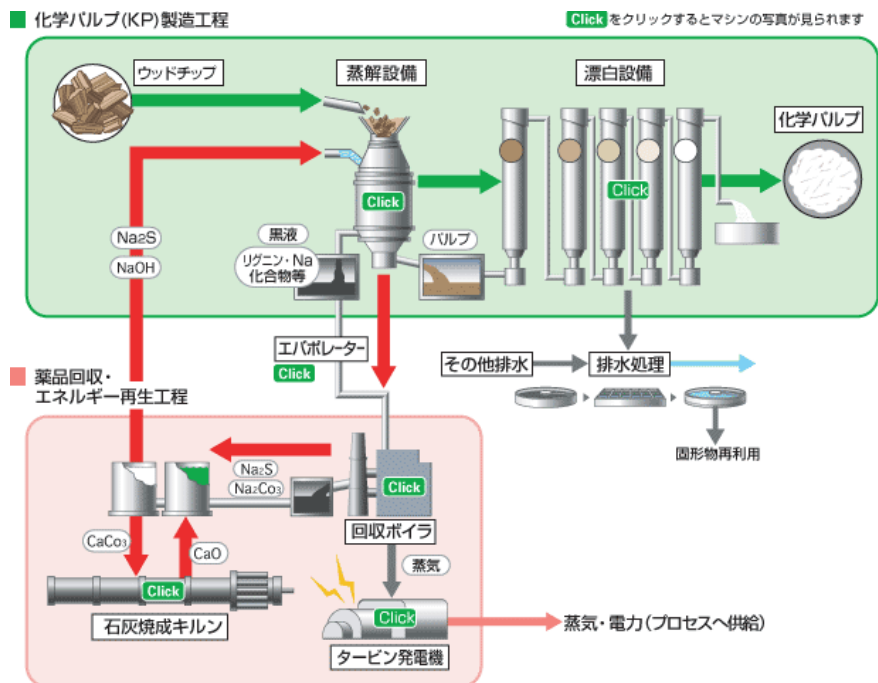 化学パルプ(KP)製造工程
Clickをクリックするとマシンの写真が見られます
ウッドチップ
蒸解設備
漂白設備
化学パルプ
Click
Click
Na2S
NaOH
黒液
リグニン・Na
化合物等
パルプ
エバポレーター
Click
その他排水
排水処理
固形物再利用
薬品回収・
エネルギー再生工程
Na2S
Na2Co3
Click
回収ボイラ
CaCo3
CaO
蒸気
Click
石灰焼成キルン
Click
タービン発電機
蒸気・電力(プロセスへ供給)